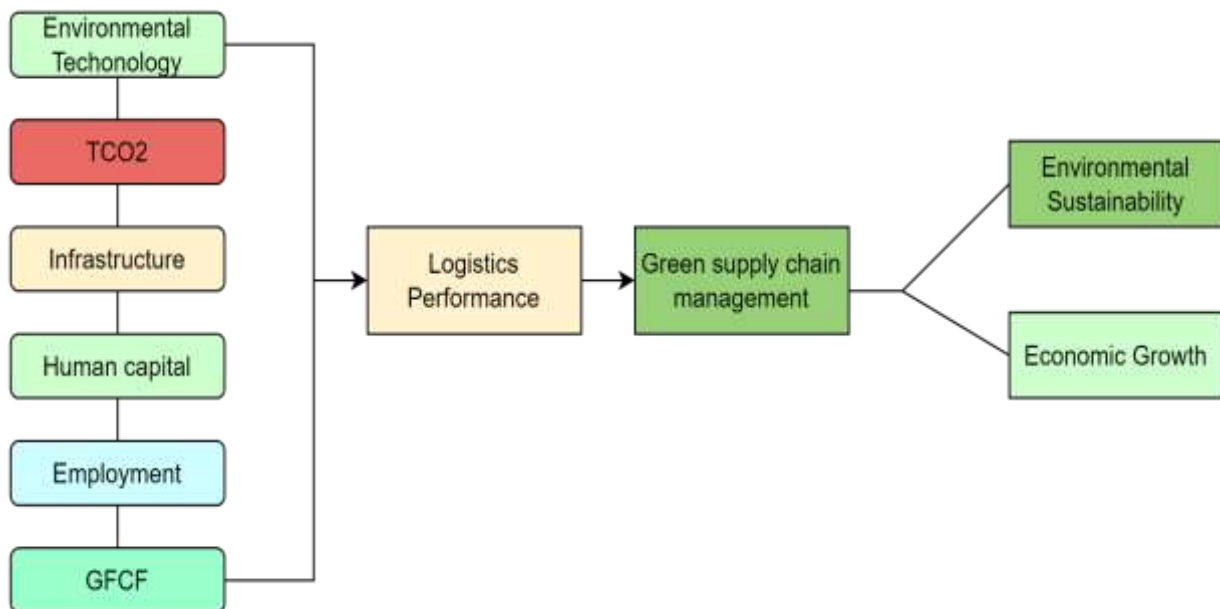 Environmental
Techonology
TCO2
Infrastructure
Human capital
Employment
GFCF
Logistics
Performance
Green supply chain
management
Environmental
Sustainability
Economic Growth